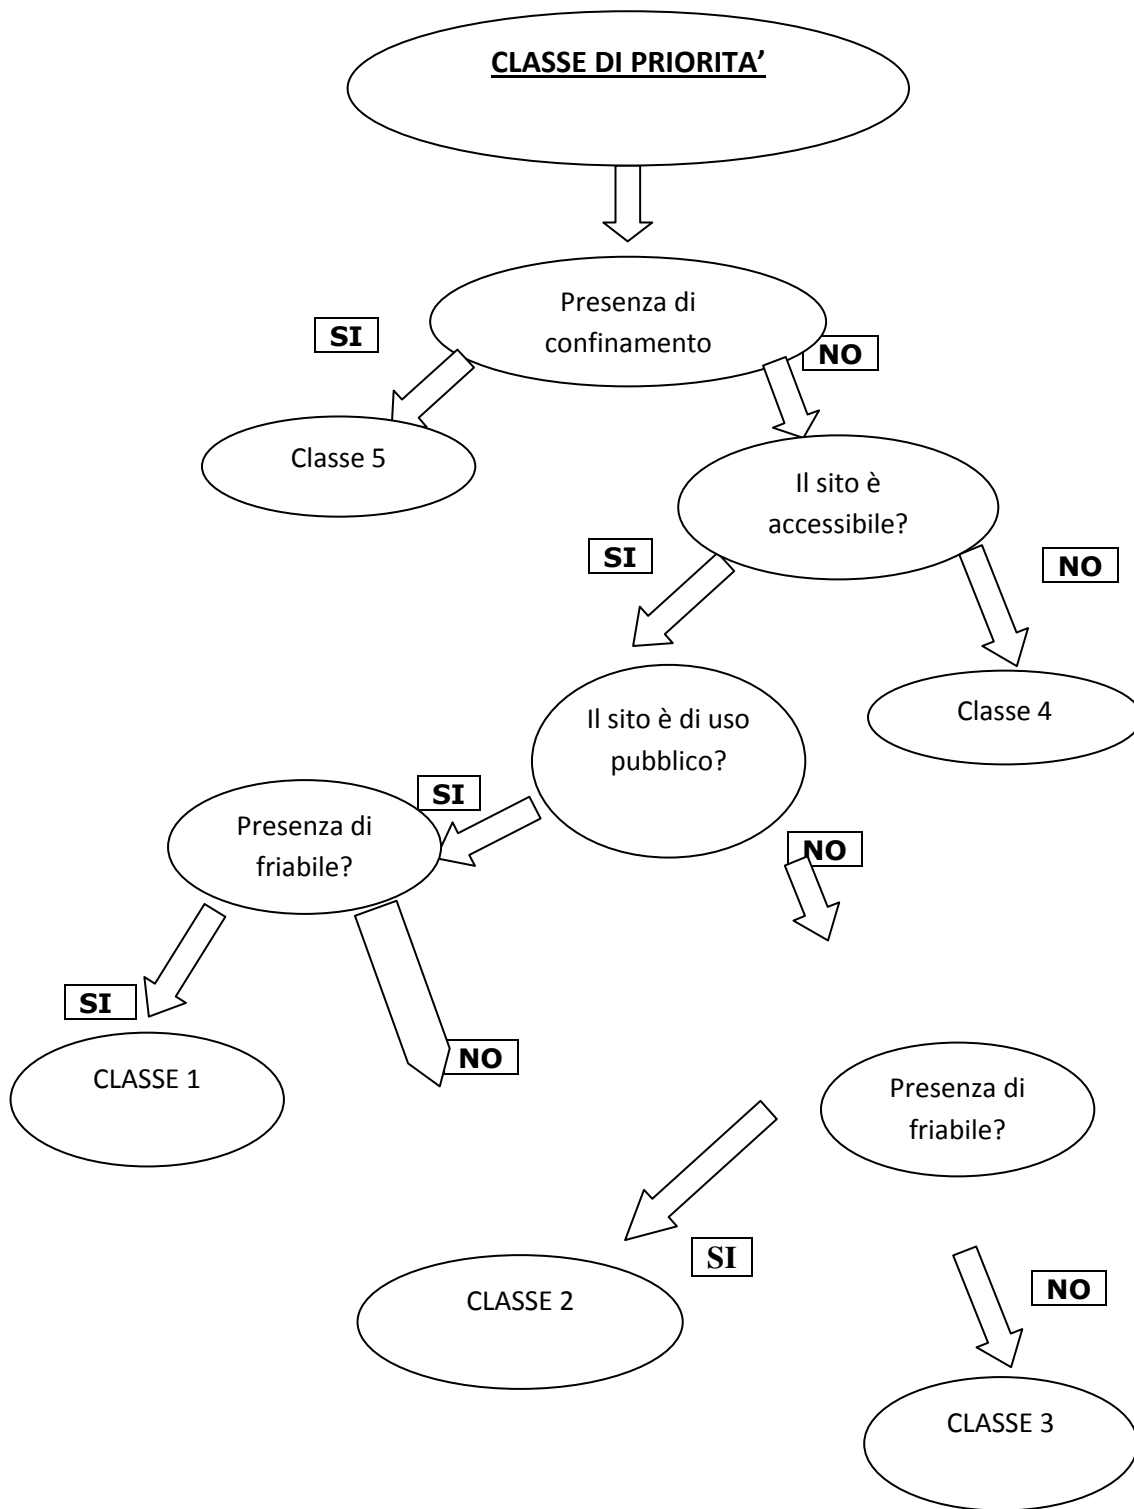 CLASSE DI PRIORITA’
Presenza di
confinamento
SI
NO
Classe 5
Il sito è
accessibile?
SI
NO
Il sito è di uso
pubblico?
Classe 4
SI
NO
Presenza di
friabile?
SI
NO
CLASSE 1
Presenza di
friabile?
SI
NO
CLASSE 2
CLASSE 3